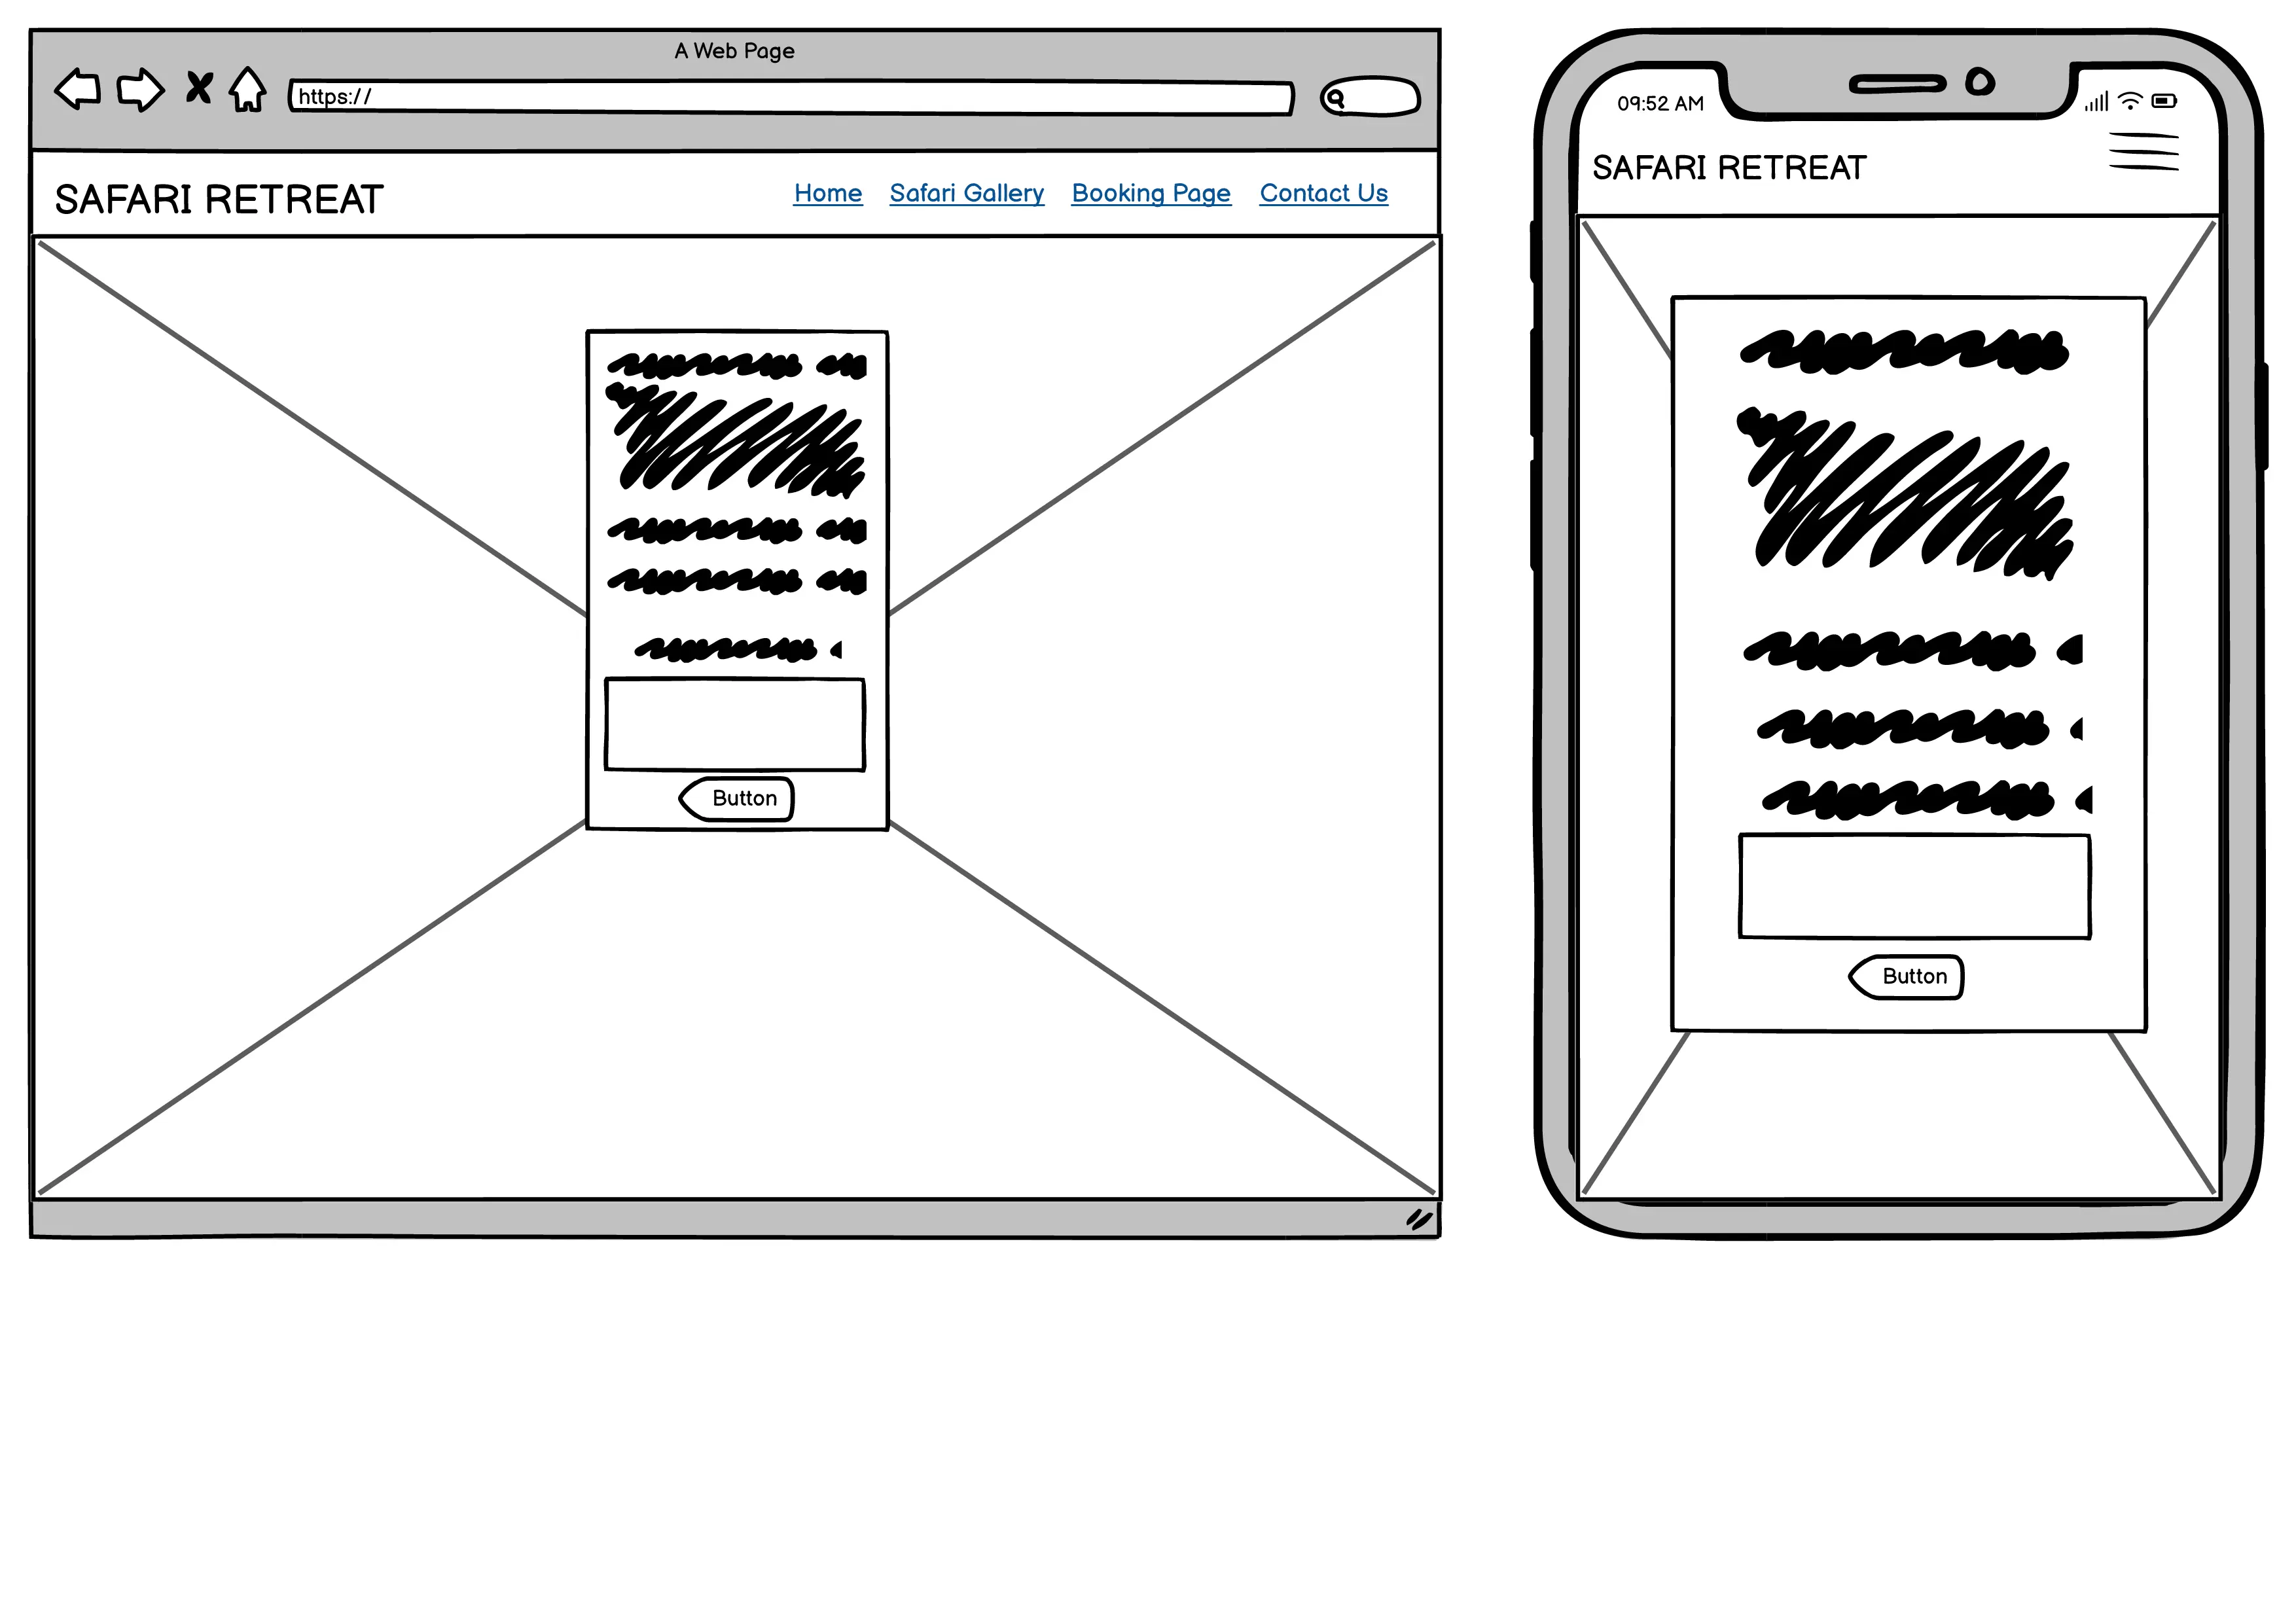 A Web Page
https://
SAFARI RETREAT
Home Safari Gallery Booking Page Contact Us
Button
09:52 AM
SAFARI RETREAT
Button